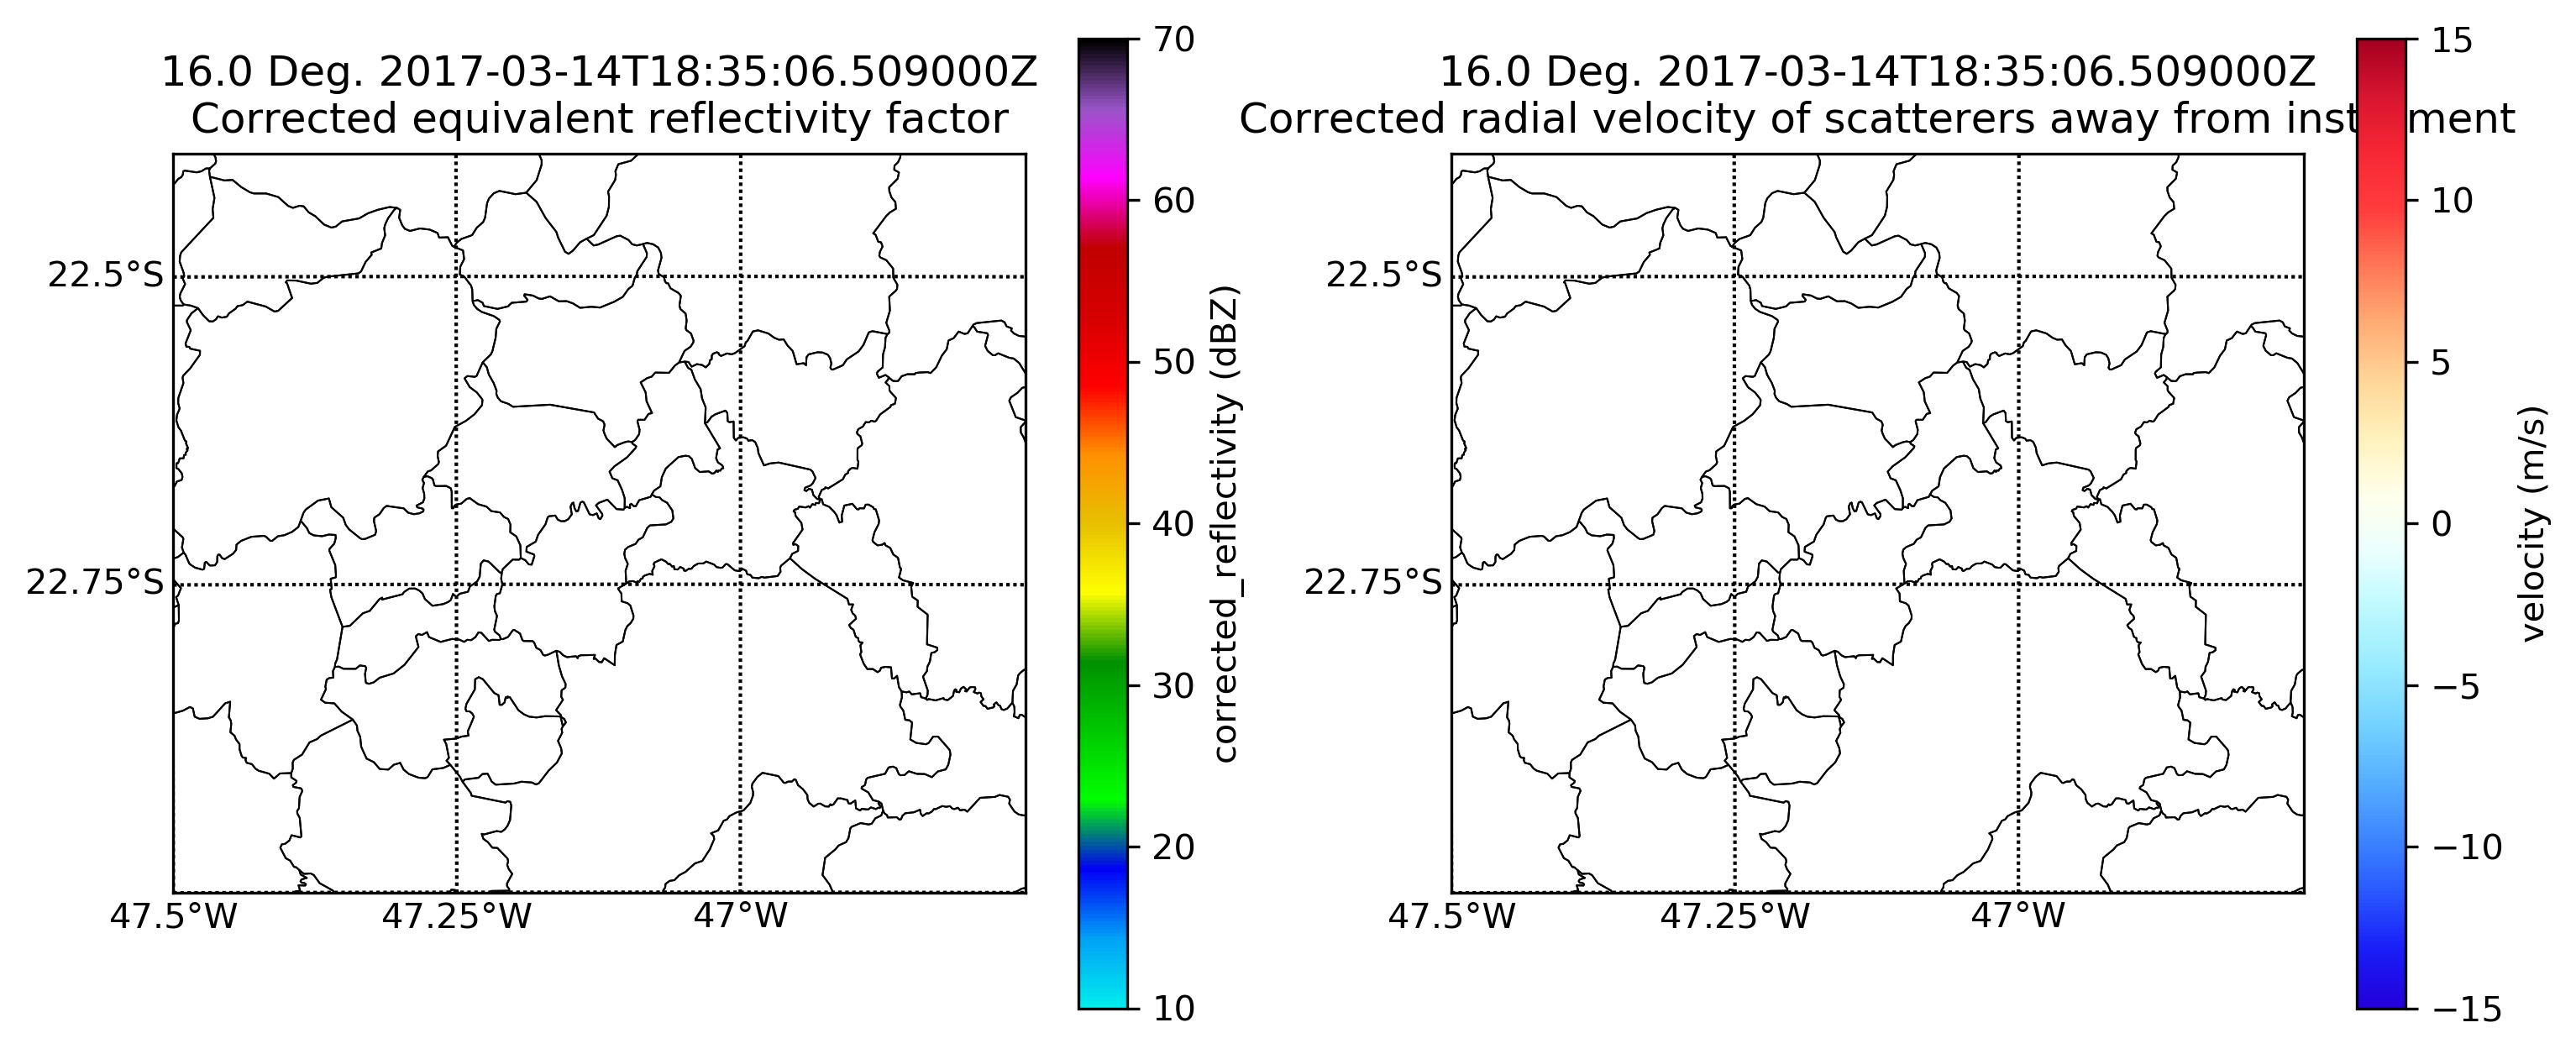 16.0 Deg. 2017-03-14T18:35:06.509000Z
Corrected equivalent reflectivity factor
22.5°S
22.75°S
47.5°W
47.25°W
47°W
70
60
50
40
30
20
10
corrected_reflectivity (dBZ)
16.0 Deg. 2017-03-14T18:35:06.509000Z
Corrected radial velocity of scatterers away from inst ment
22.5°S
22.75°S
47.5°W
47.25°W
47°W
15
10
5
0
−5
−10
−15
velocity (m/s)